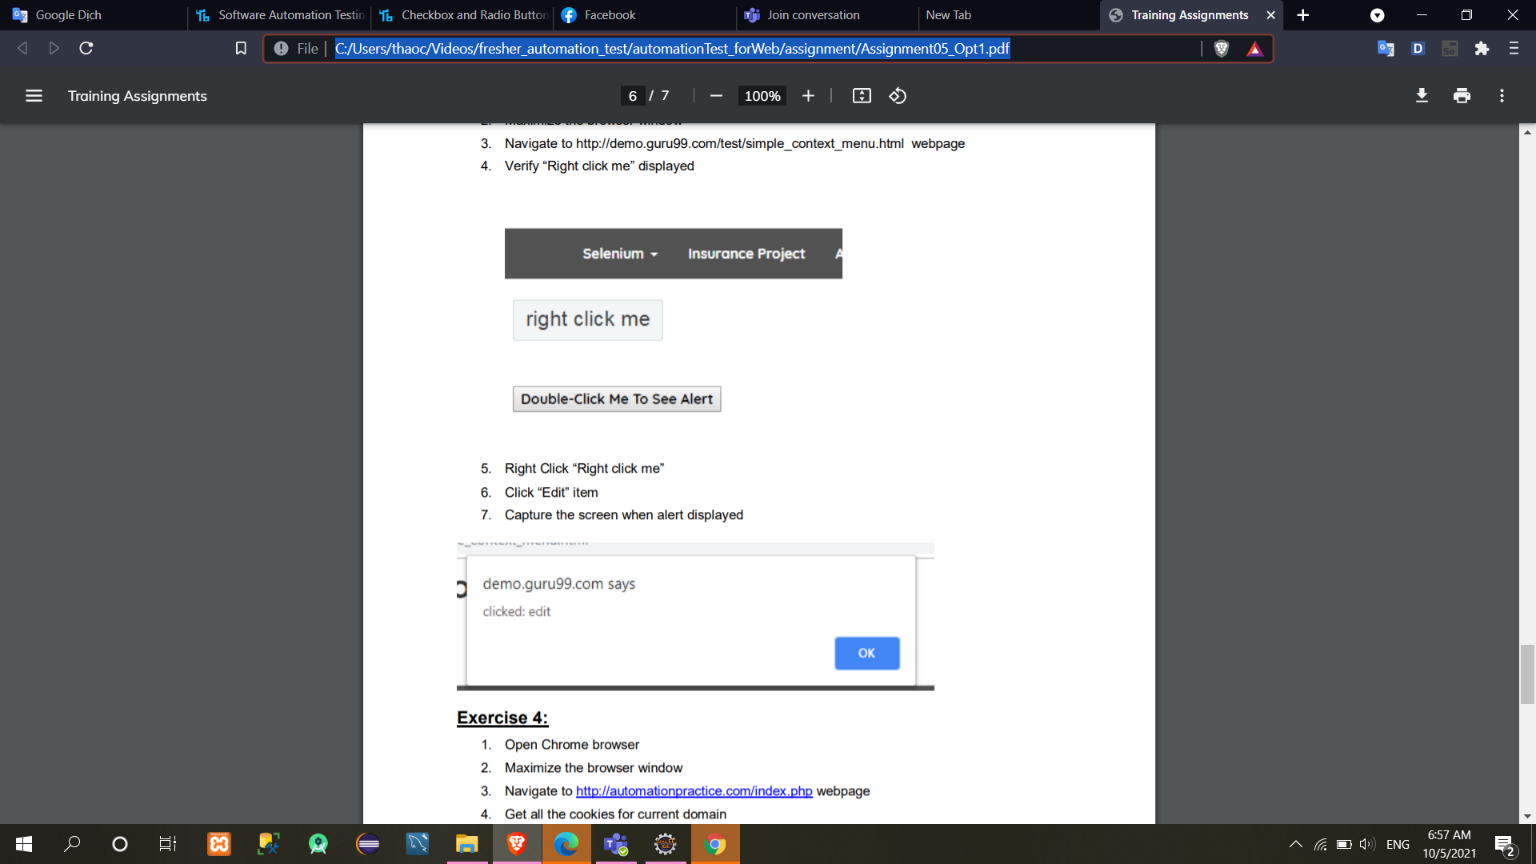 Google Dịch
Software Automation Testin
Checkbox and Radio Button
Facebook
Join conversation
New Tab
Training Assignments
File
C:/Users/thaoc/Videos/fresher_automation_test/automationTest_forWeb/assignment/Assignment05_Opt1.pdf
Training Assignments
6 / 7
100%
2. Maximize the browser window
3. Navigate to http://demo.guru99.com/test/simple_context_menu.html webpage
4. Verify “Right click me” displayed
Selenium
Insurance Project
A
right click me
Double-Click Me To See Alert
5. Right Click “Right click me”
6. Click “Edit” item
7. Capture the screen when alert displayed
e_context_menu.html
demo.guru99.com says
clicked: edit
OK
Exercise 4:
1. Open Chrome browser
2. Maximize the browser window
3. Navigate to http://automationpractice.com/index.php webpage
4. Get all the cookies for current domain
ENG
6:57 AM
10/5/2021
2